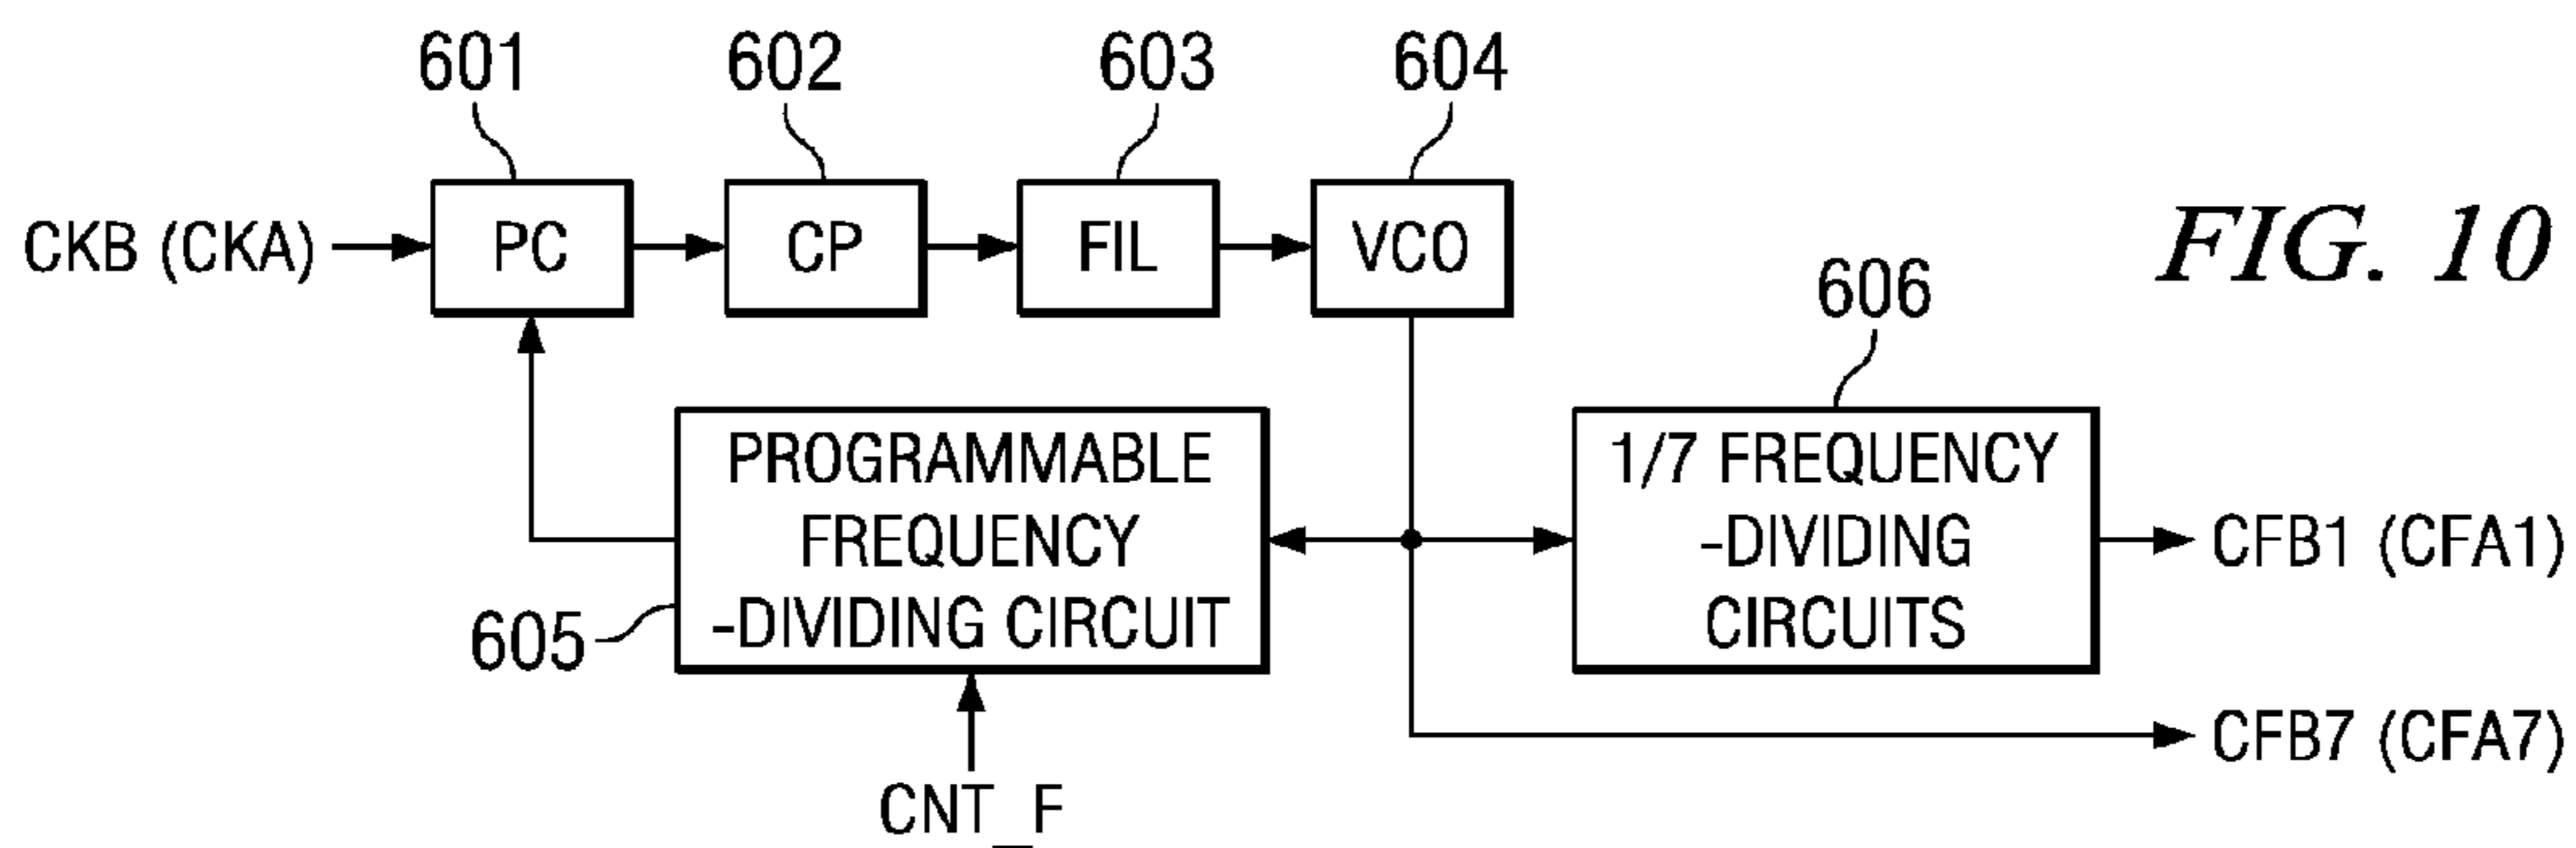 601
602
603
604
CKB (CKA)
PC
CP
FIL
VCO
FIG. 10
606
PROGRAMMABLE
FREQUENCY
-DIVIDING CIRCUIT
605
1/7 FREQUENCY
-DIVIDING
CIRCUITS
CFB1 (CFA1)
CFB7 (CFA7)
CNT_F